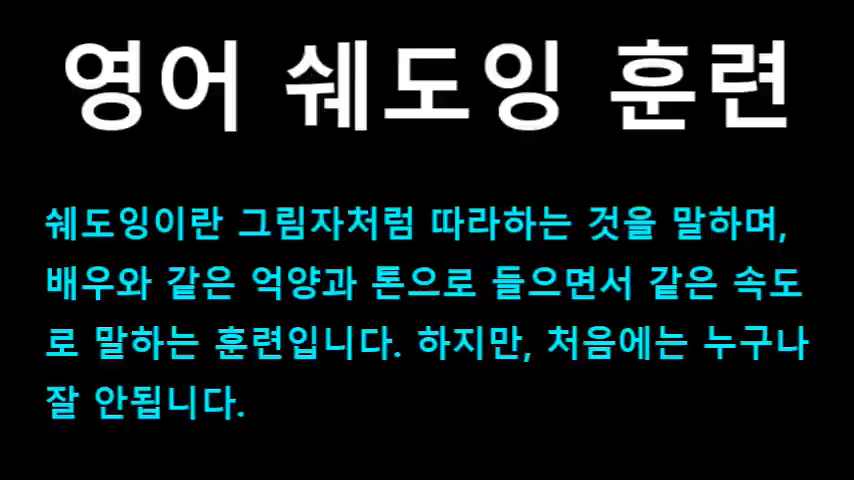 영어 쉐도잉 훈련
쉐도잉이란 그림자처럼 따라하는 것을 말하며,
배우와 같은 억양과 톤으로 들으면서 같은 속도
로 말하는 훈련입니다. 하지만, 처음에는 누구나
잘 안됩니다.